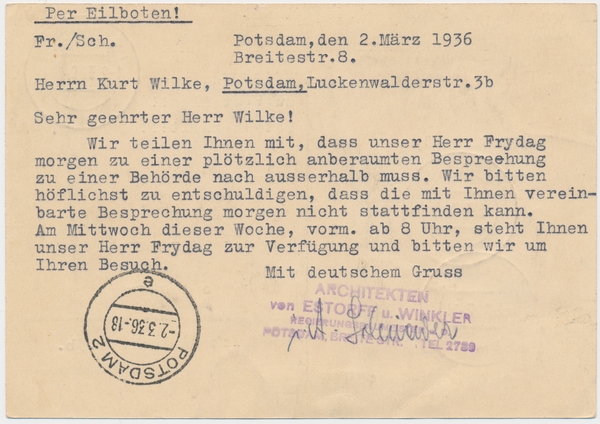 Per Eilboten!
Fr./Sch. Potsdam,den 2.März 1936
Breitestr.8.
Herrn Kurt Wilke, Potsdam,Luckenwalderstr.3b
Sehr geehrter Herr Wilke!
Wir teilen Ihnen mit, dass unser Herr Frydag
morgen zu einer plötzlich anberaumten Besprechung
zu einer Behörde nach ausserhalb muss. Wir bitten
höflichst zu entschuldigen, dass die mit Ihnen verein-
barte Besprechung morgen nicht stattfinden kann.
Am Mittwoch dieser Woche, vorm. ab 8 Uhr, steht Ihnen
unser Herr Frydag zur Verfügung und bitten wir um
Ihren Besuch.
Mit deutschem Gruss
ARCHITEKTEN
von ESTORFF u. WINKLER
POTSDAM, TEL 2789
POTSDAM 2
-2.3.36.-18
e